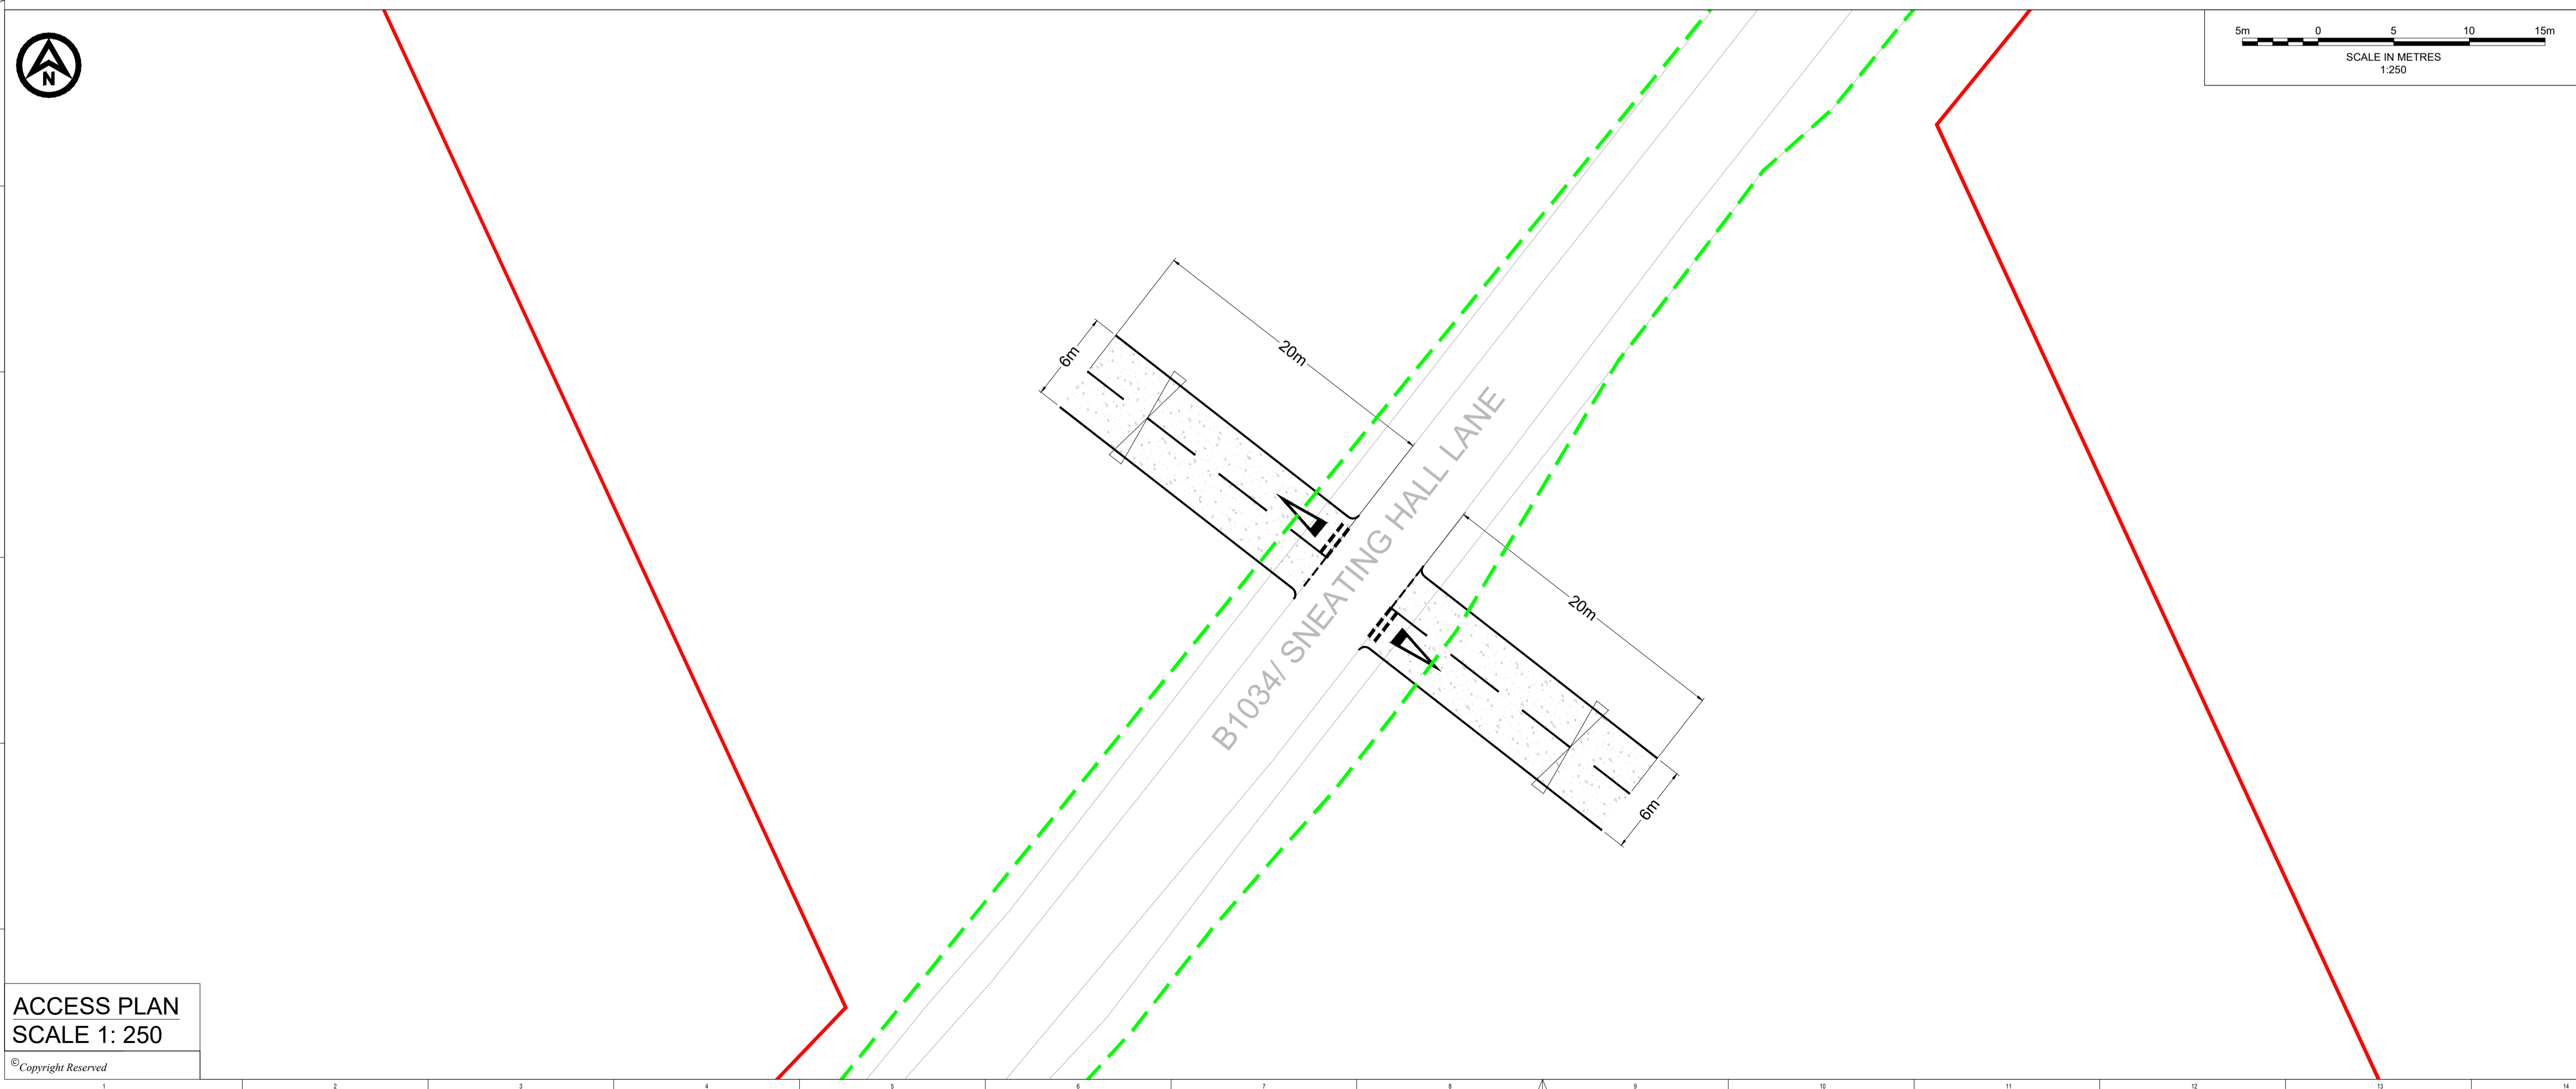 N
5m 0 5 10 15m
SCALE IN METRES
1:250
20m
6m
B1034/ SNEATING HALL LANE
20m
6m
ACCESS PLAN
SCALE 1: 250
©Copyright Reserved
1 2 3 4 5 6 7 8 9 10 11 12 13 14